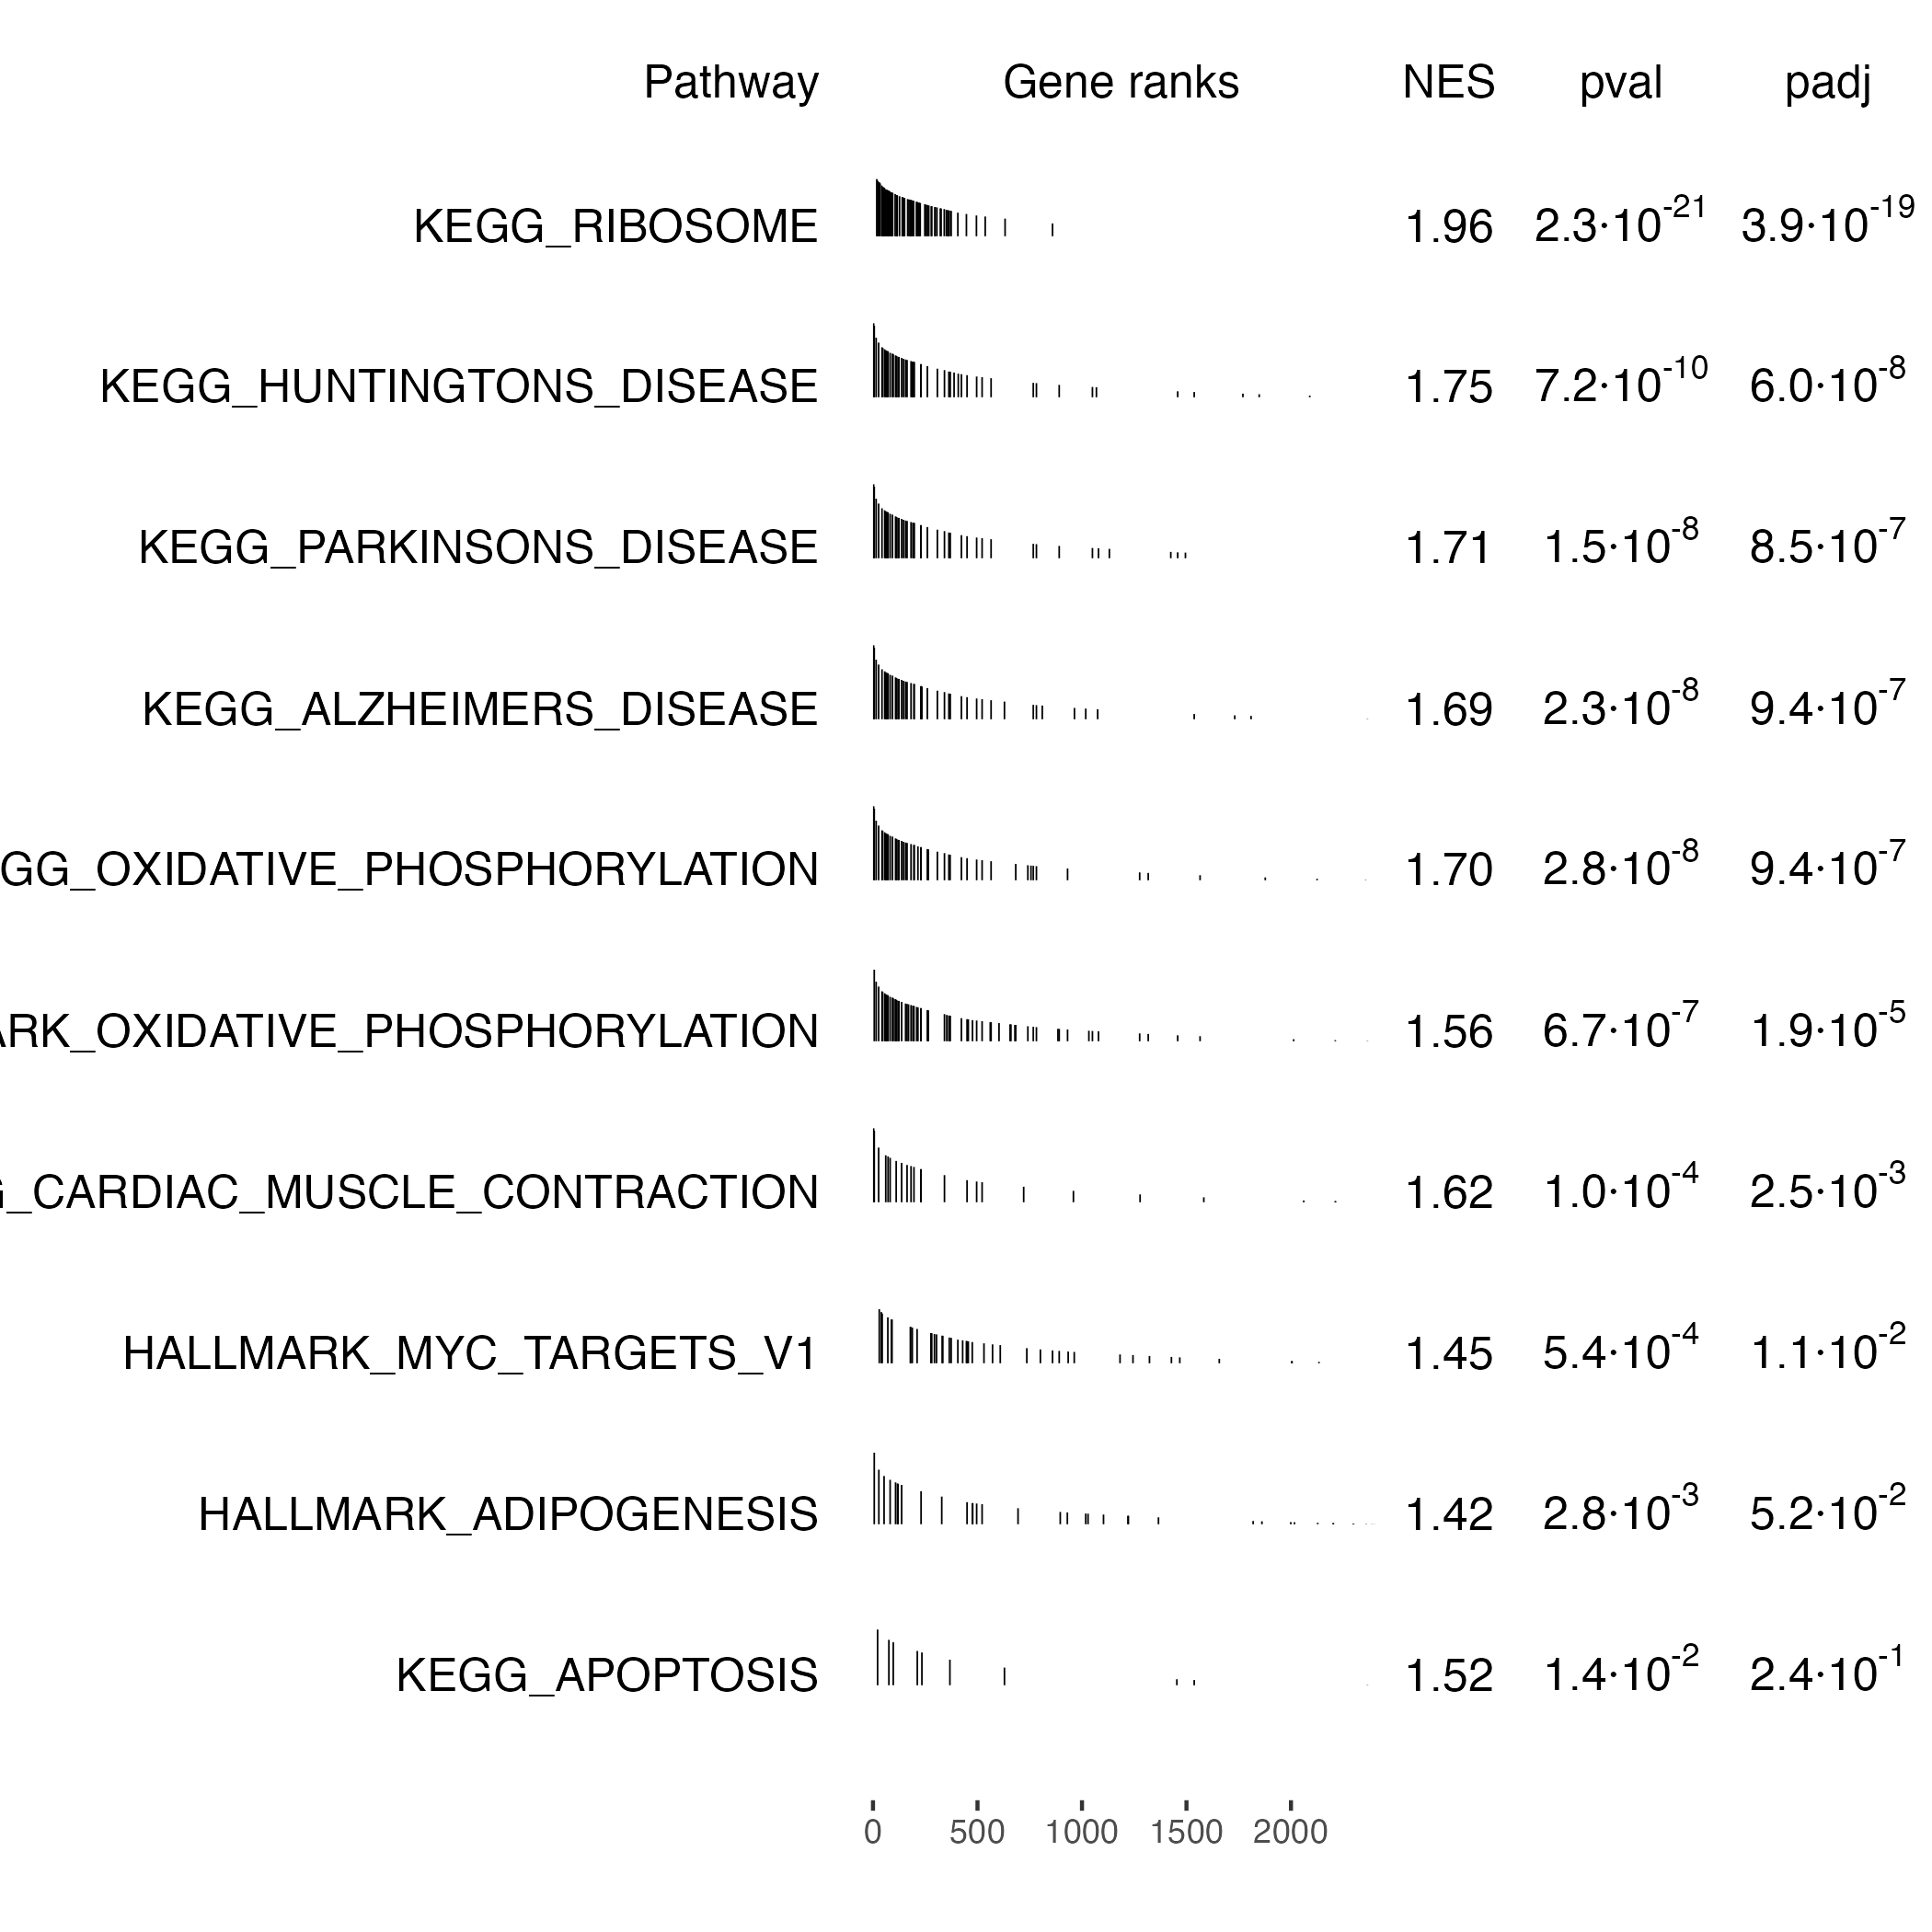 Pathway Gene ranks NES pval padj
KEGG_RIBOSOME 1.96 2.3·10^-21 3.9·10^-19
KEGG_HUNTINGTONS_DISEASE 1.75 7.2·10^-10 6.0·10^-8
KEGG_PARKINSONS_DISEASE 1.71 1.5·10^-8 8.5·10^-7
KEGG_ALZHEIMERS_DISEASE 1.69 2.3·10^-8 9.4·10^-7
GG_OXIDATIVE_PHOSPHORYLATION 1.70 2.8·10^-8 9.4·10^-7
ARK_OXIDATIVE_PHOSPHORYLATION 1.56 6.7·10^-7 1.9·10^-5
G_CARDIAC_MUSCLE_CONTRACTION 1.62 1.0·10^-4 2.5·10^-3
HALLMARK_MYC_TARGETS_V1 1.45 5.4·10^-4 1.1·10^-2
HALLMARK_ADIPOGENESIS 1.42 2.8·10^-3 5.2·10^-2
KEGG_APOPTOSIS 1.52 1.4·10^-2 2.4·10^-1
0 500 1000 1500 2000